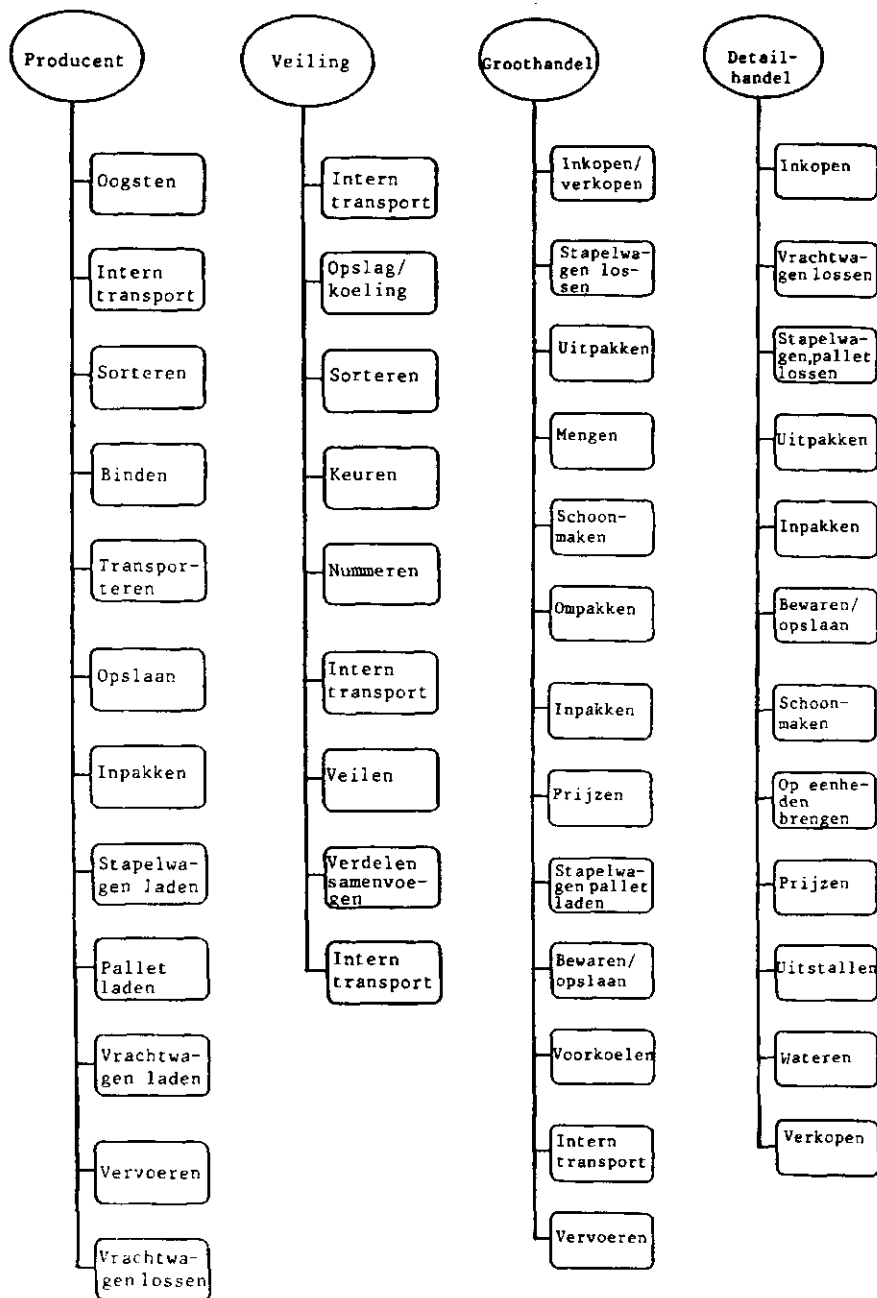 Producent
Oogsten
Intern
transport
Sorteren
Binden
Transpor-
teren
Opslaan
Inpakken
Stapelwa-
gen laden
Pallet
laden
Vrachtwa-
gen laden
Vervoeren
Vrachtwa-
gen lossen
Veiling
Intern
transport
Opslag/
koeling
Sorteren
Keuren
Nummeren
Intern
transport
Veilen
Verdelen
samenvoe-
gen
Intern
transport
Groothandel
Inkopen/
verkopen
Stapelwa-
gen los-
sen
Uitpakken
Mengen
Schoon-
maken
Ompakken
Inpakken
Prijzen
Stapelwa-
gen pallet
laden
Bewaren/
opslaan
Voorkoelen
Intern
transport
Vervoeren
Detail-
handel
Inkopen
Vrachtwa-
gen lossen
Stapelwa-
gen,pallet
lossen
Uitpakken
Inpakken
Bewaren/
opslaan
Schoon-
maken
Op eenhe-
den
brengen
Prijzen
Uitstallen
Wateren
Verkopen